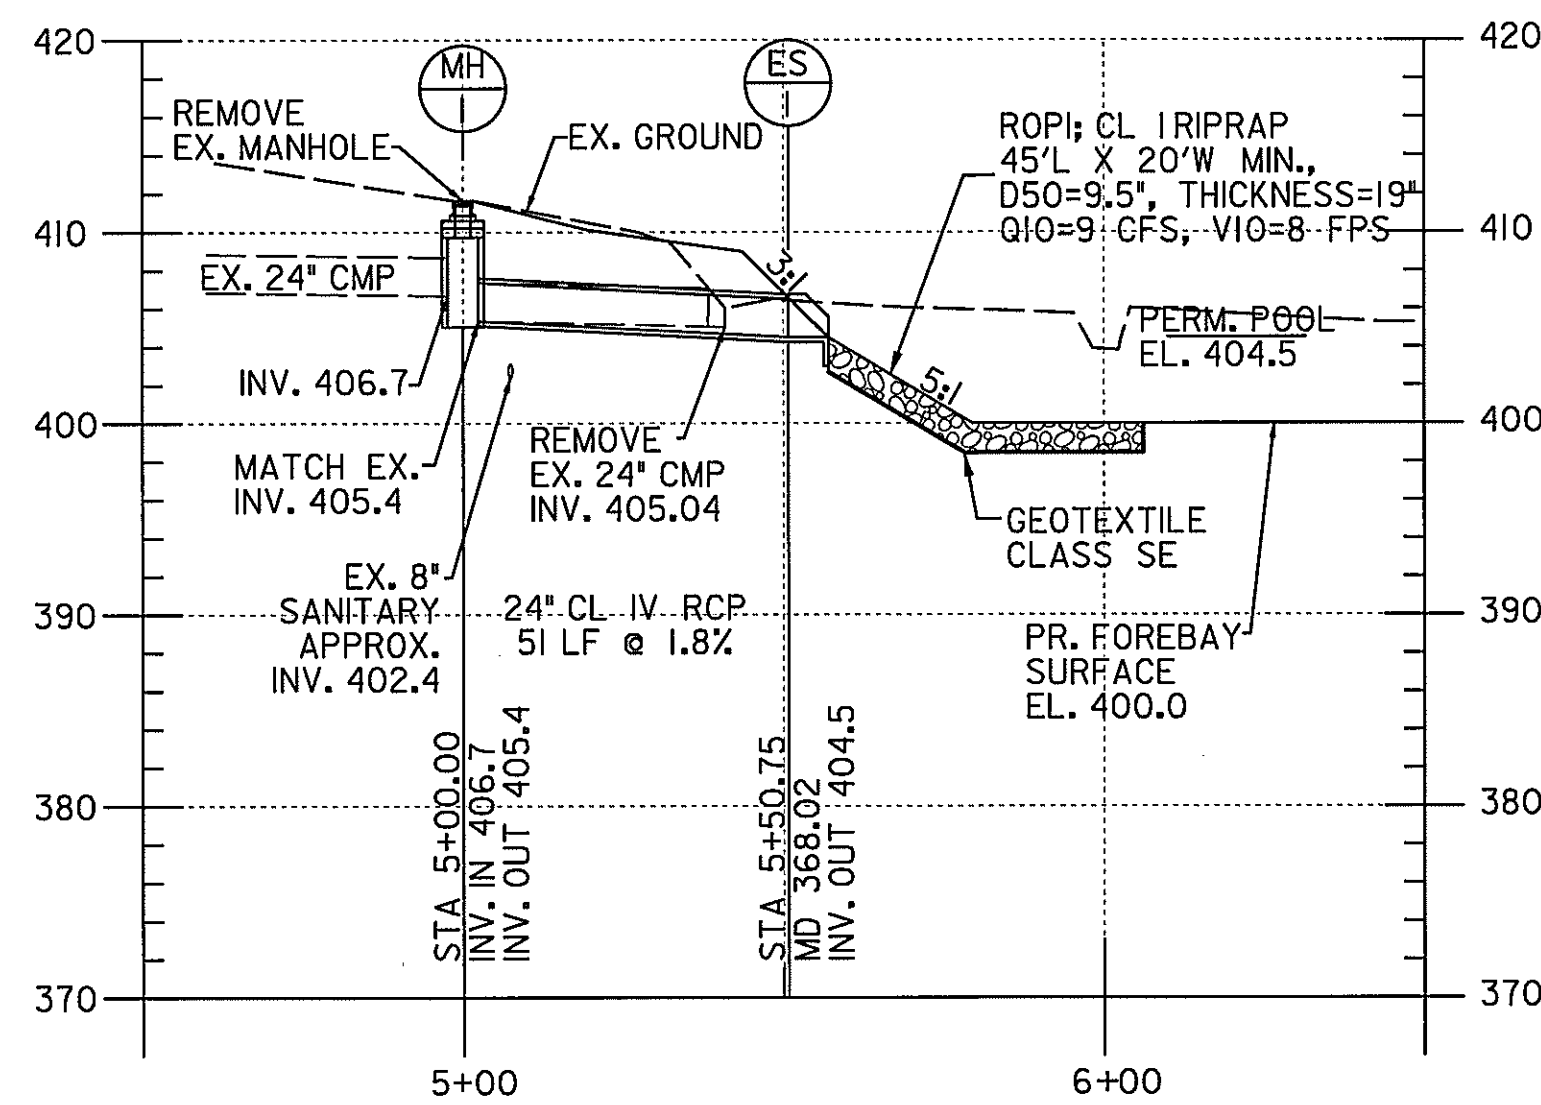 420
420
MH
ES
REMOVE
EX. MANHOLE
EX. GROUND
ROPI; CL I RIPRAP
45'L X 20'W MIN.,
D50=9.5", THICKNESS=19"
Q10=9 CFS, V10=8 FPS
410
410
3:1
EX. 24" CMP
PERM. POOL
EL. 404.5
INV. 406.7
5:1
400
400
MATCH EX.
INV. 405.4
REMOVE
EX. 24" CMP
INV. 405.04
GEOTEXTILE
CLASS SE
EX. 8"
SANITARY
APPROX.
INV. 402.4
24" CL IV RCP
51 LF @ 1.8%
390
390
PR. FOREBAY
SURFACE
EL. 400.0
STA 5+00.00
INV. IN 406.7
INV. OUT 405.4
STA 5+50.75
MD 368.02
INV. OUT 404.5
380
380
370
370
5+00
6+00